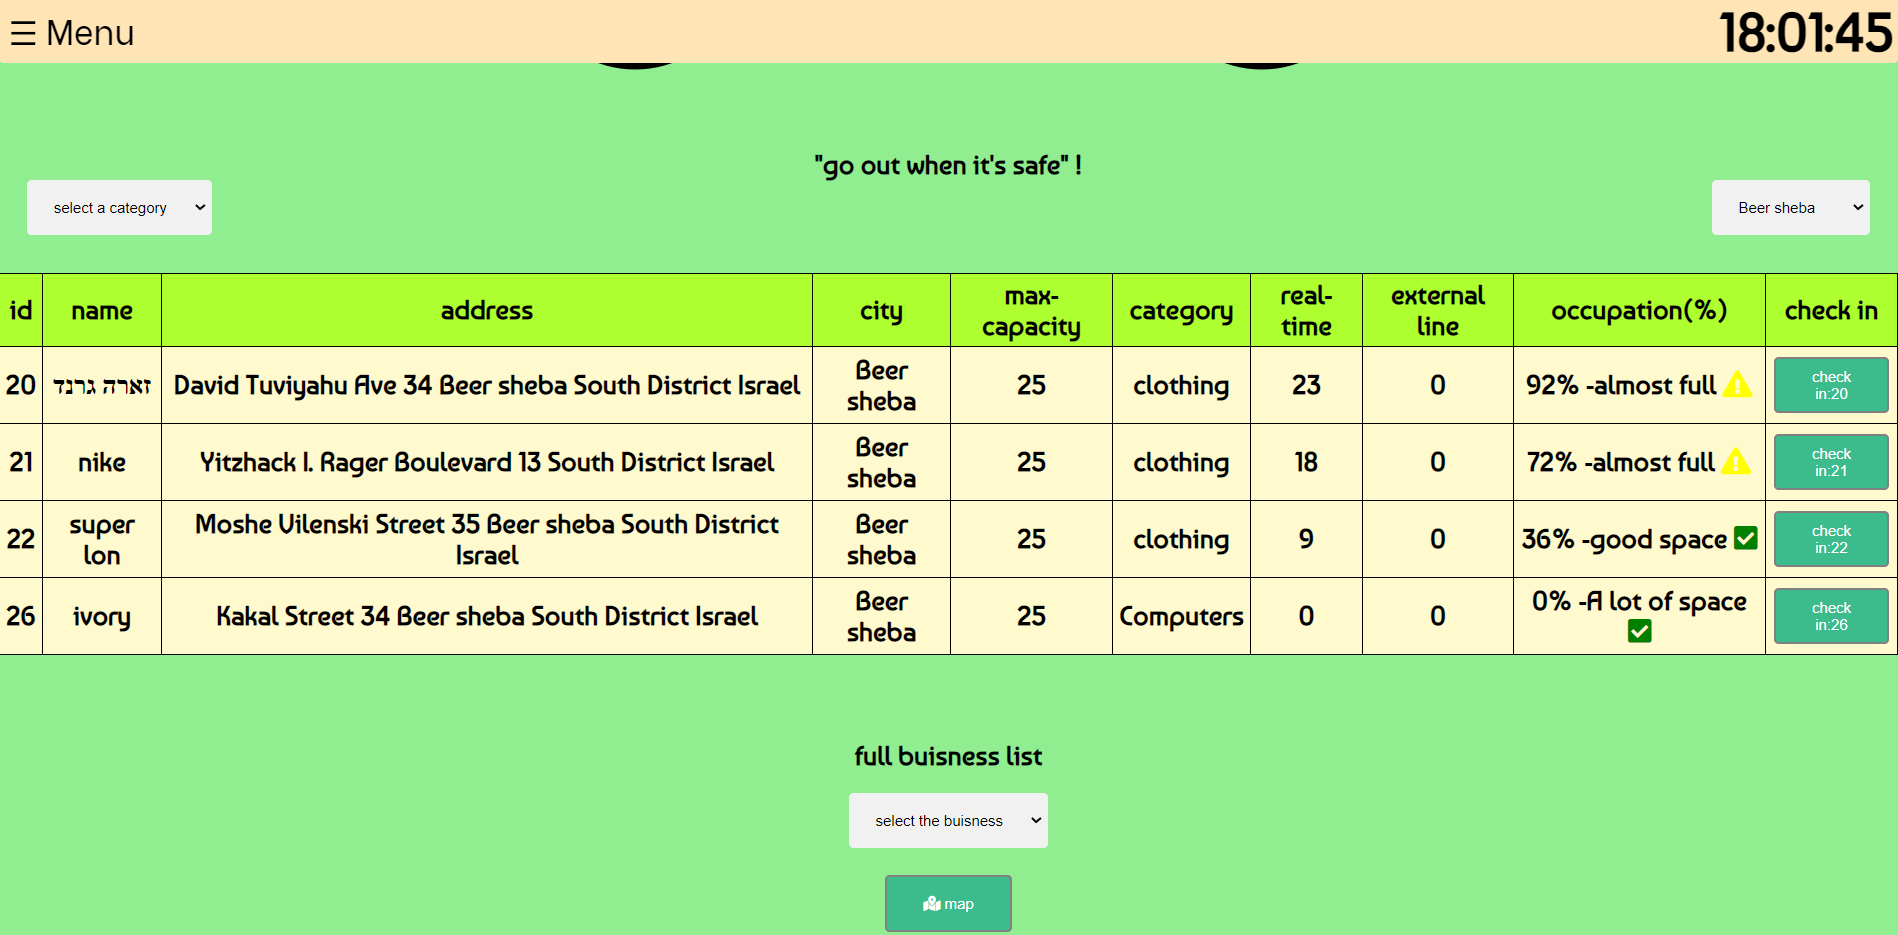 ☰ Menu
18:01:45
"go out when it's safe" !
select a category
Beer sheba
id name address city max-capacity category real-time external line occupation(%) check in
20 זארה גרנד David Tuviyahu Ave 34 Beer sheba South District Israel Beer sheba 25 clothing 23 0 92% -almost full check in:20
21 nike Yitzhack I. Rager Boulevard 13 South District Israel Beer sheba 25 clothing 18 0 72% -almost full check in:21
22 super lon Moshe Vilenski Street 35 Beer sheba South District Israel Beer sheba 25 clothing 9 0 36% -good space check in:22
26 ivory Kakal Street 34 Beer sheba South District Israel Beer sheba 25 Computers 0 0 0% -A lot of space check in:26
full buisness list
select the buisness
map